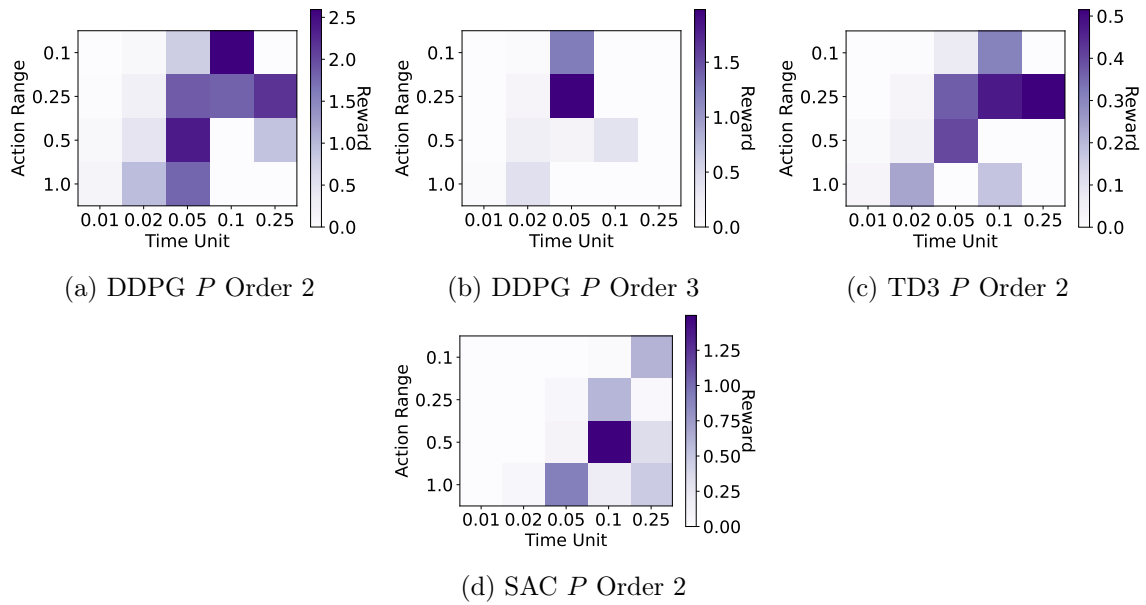 0.1
0.25
0.5
1.0
Action Range
0.01 0.02 0.05 0.1 0.25
Time Unit
2.5
2.0
1.5
1.0
0.5
0.0
Reward
(a) DDPG P Order 2
0.1
0.25
0.5
1.0
Action Range
0.01 0.02 0.05 0.1 0.25
Time Unit
1.5
1.0
0.5
0.0
Reward
(b) DDPG P Order 3
0.1
0.25
0.5
1.0
Action Range
0.01 0.02 0.05 0.1 0.25
Time Unit
0.5
0.4
0.3
0.2
0.1
0.0
Reward
(c) TD3 P Order 2
0.1
0.25
0.5
1.0
Action Range
0.01 0.02 0.05 0.1 0.25
Time Unit
1.25
1.00
0.75
0.50
0.25
0.00
Reward
(d) SAC P Order 2